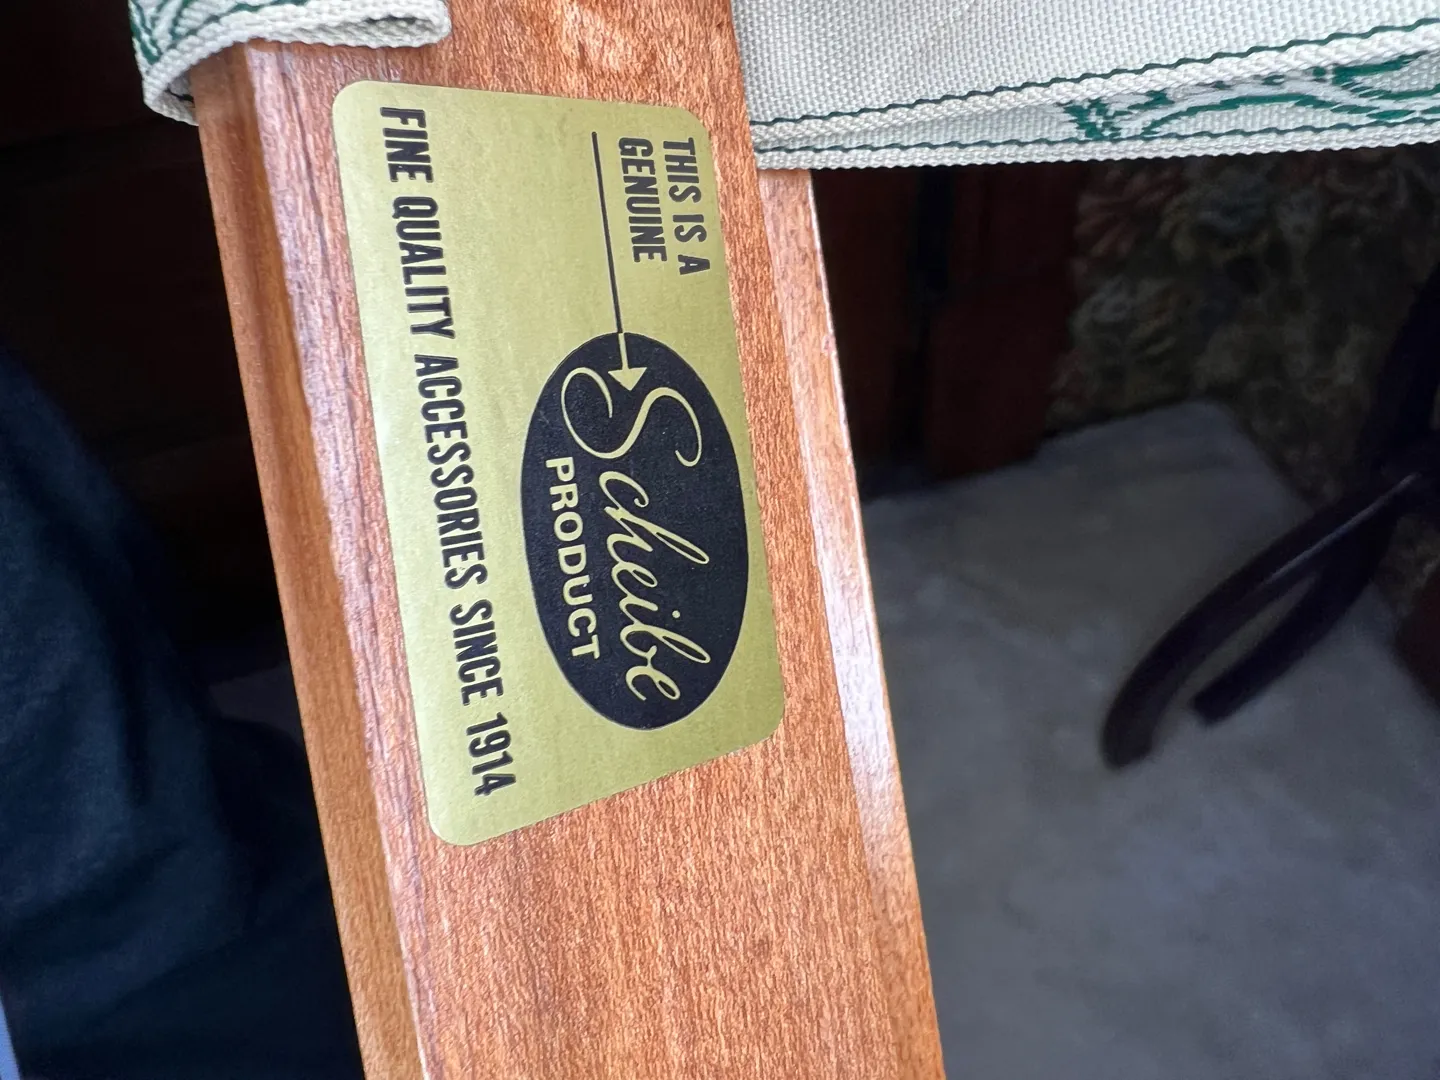 THIS IS A
GENUINE
Scheibe
PRODUCT
FINE QUALITY ACCESSORIES SINCE 1914